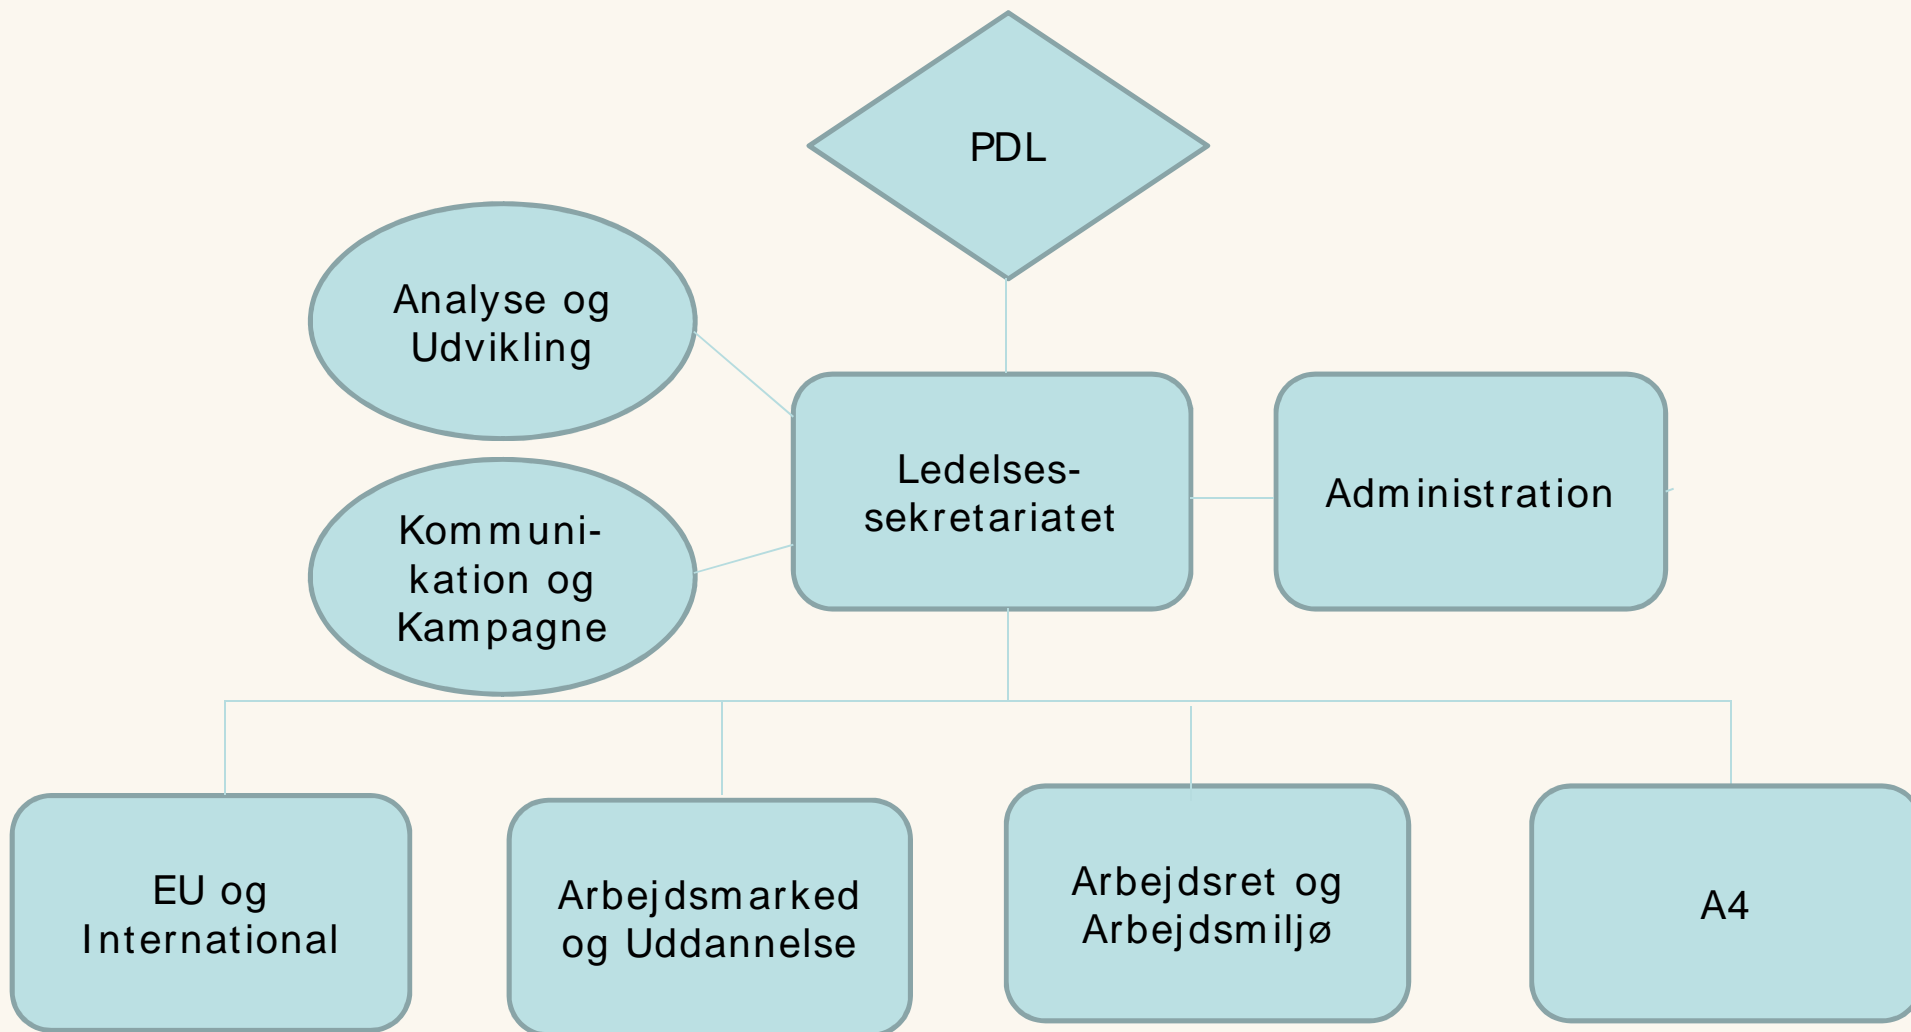 PDL
Analyse og
Udvikling
Kommuni-
kation og
Kampagne
Ledelses-
sekretariatet
Administration
EU og
International
Arbejdsmarked
og Uddannelse
Arbejdsret og
Arbejdsmiljø
A4